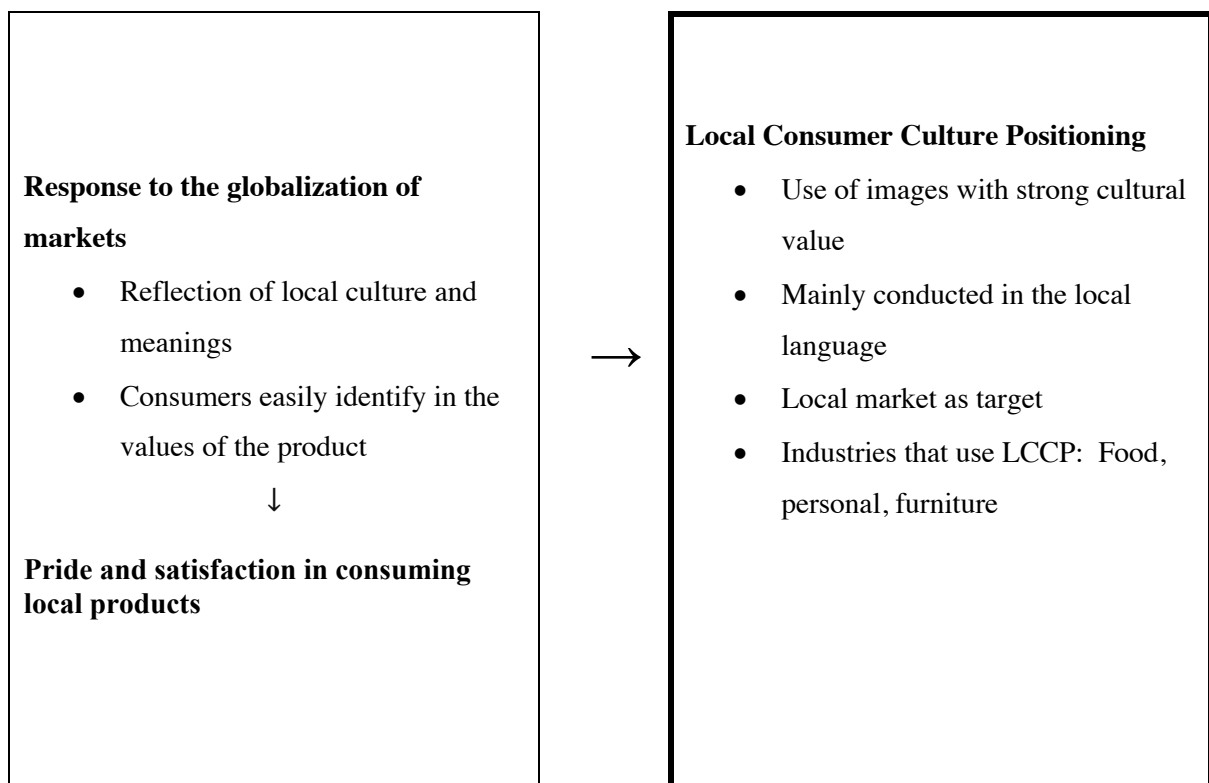 Response to the globalization of
markets
• Reflection of local culture and
meanings
• Consumers easily identify in the
values of the product
↓
Pride and satisfaction in consuming
local products
→
Local Consumer Culture Positioning
• Use of images with strong cultural
value
• Mainly conducted in the local
language
• Local market as target
• Industries that use LCCP: Food,
personal, furniture